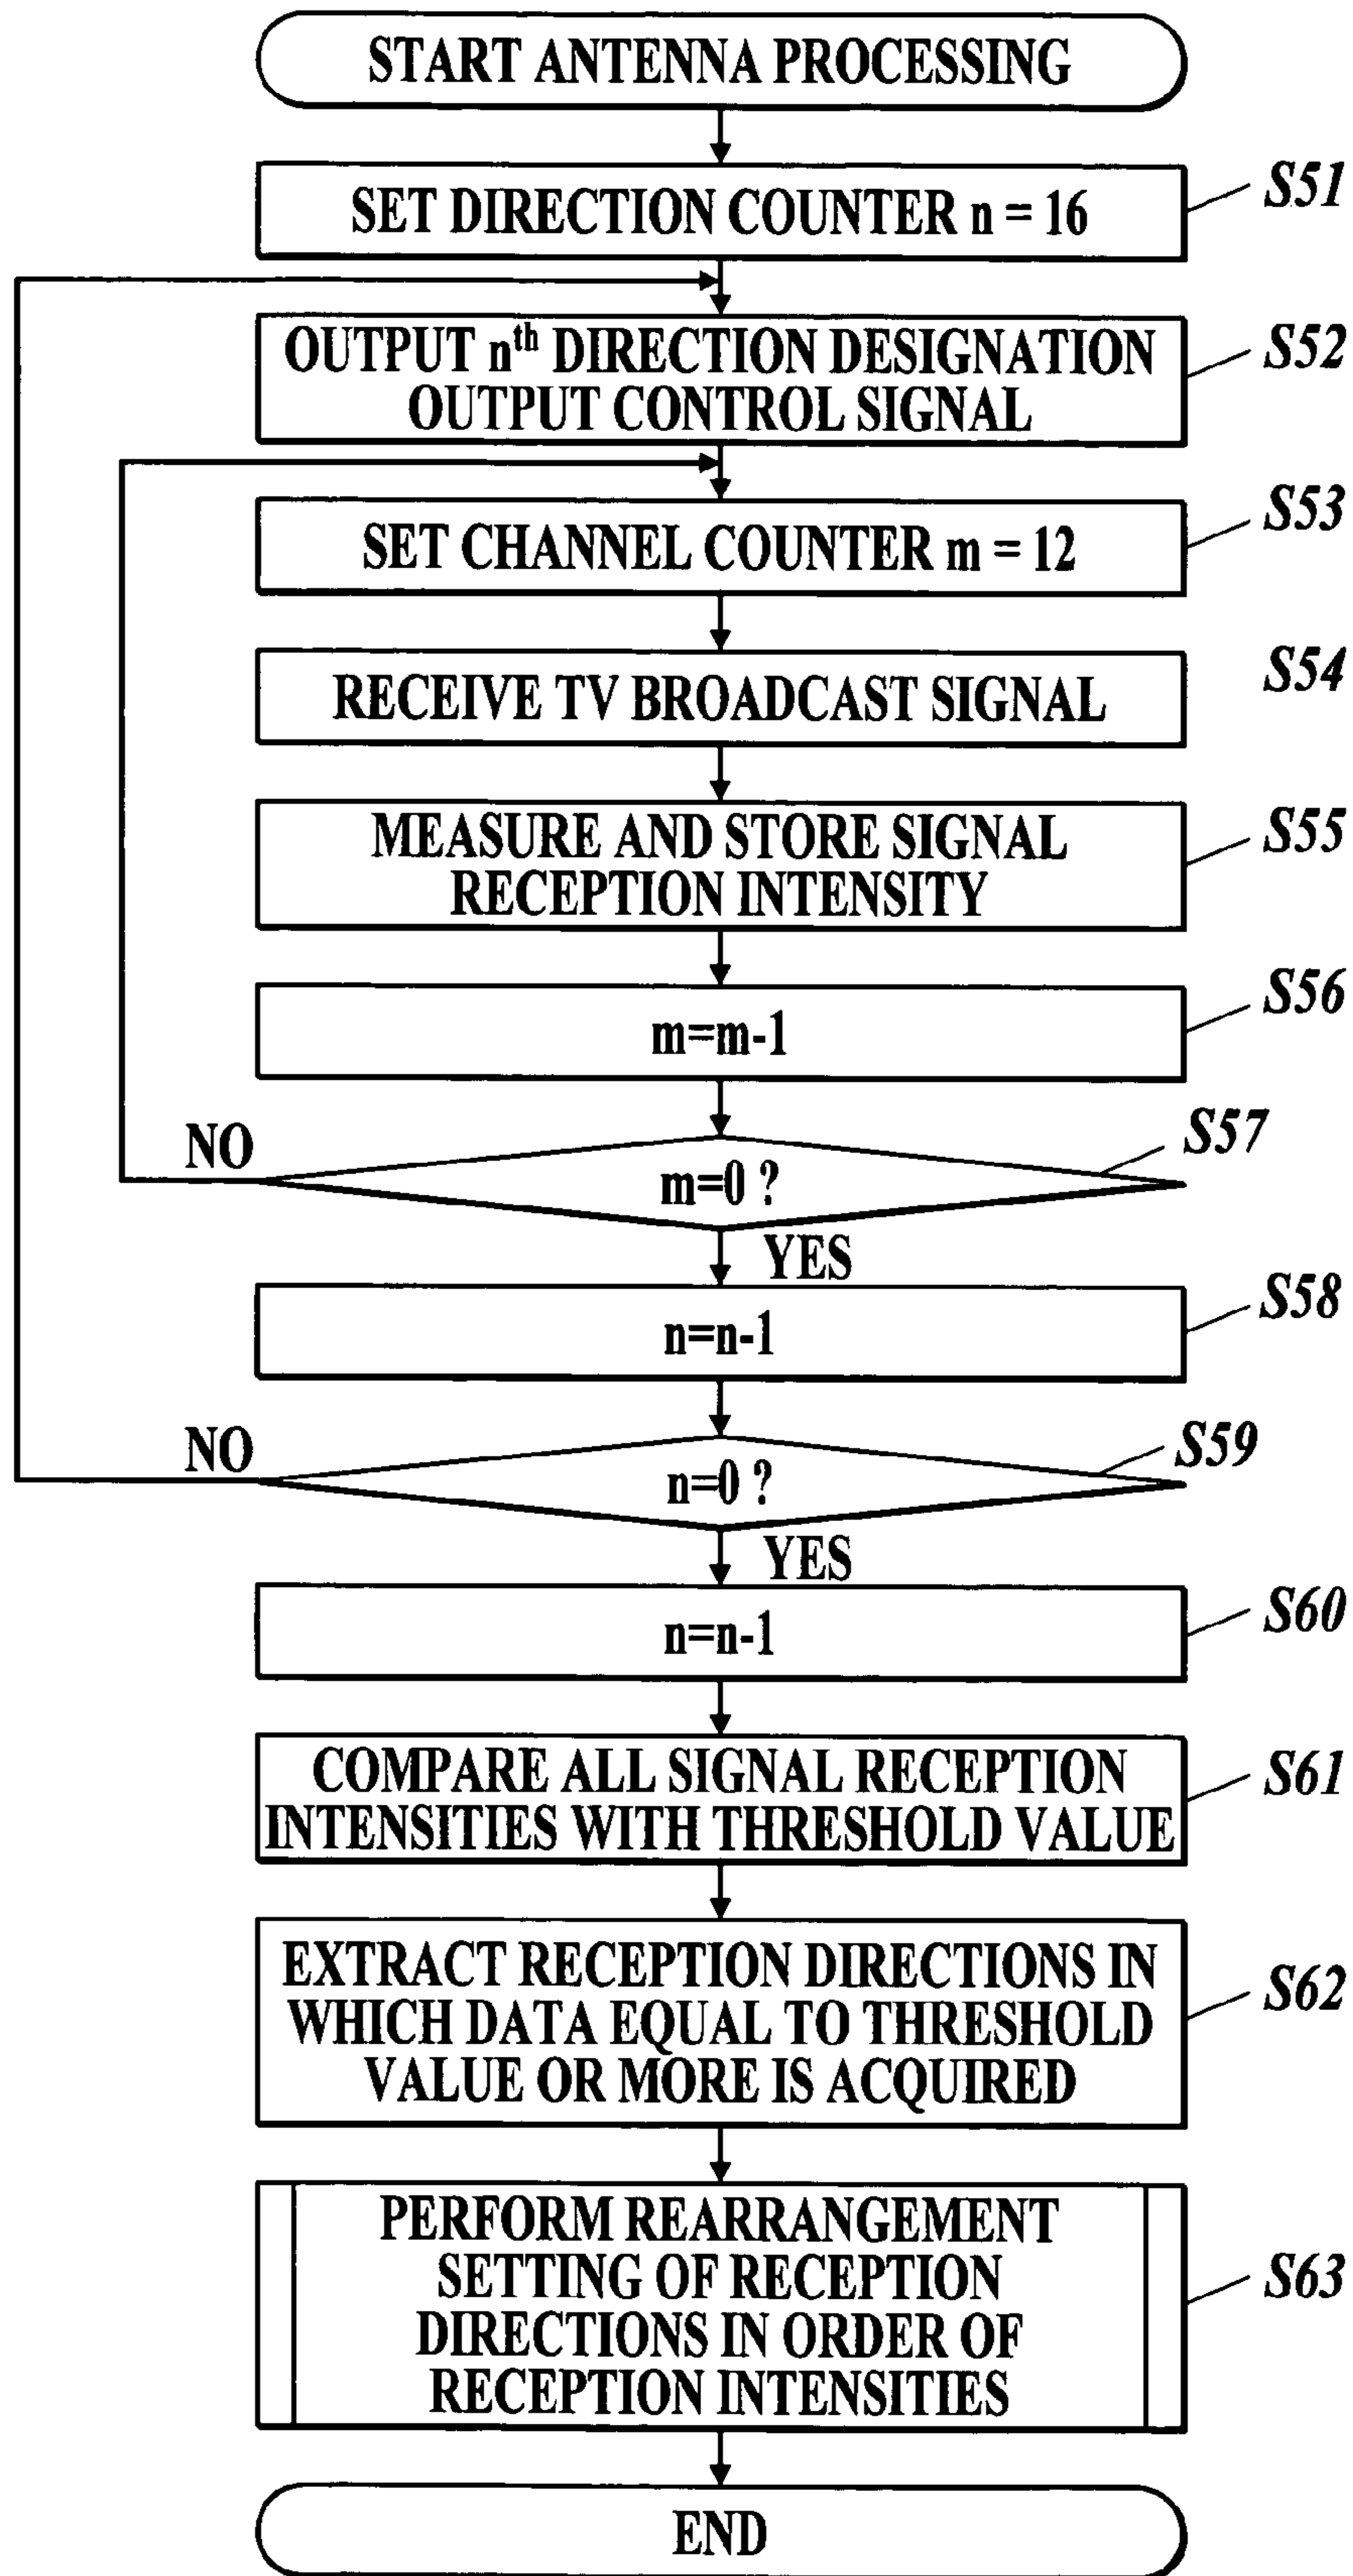 START ANTENNA PROCESSING
SET DIRECTION COUNTER n = 16
S51
OUTPUT nth DIRECTION DESIGNATION
OUTPUT CONTROL SIGNAL
S52
SET CHANNEL COUNTER m = 12
S53
RECEIVE TV BROADCAST SIGNAL
S54
MEASURE AND STORE SIGNAL
RECEPTION INTENSITY
S55
m=m-1
S56
NO
m=0 ?
S57
YES
n=n-1
S58
NO
n=0 ?
S59
YES
n=n-1
S60
COMPARE ALL SIGNAL RECEPTION
INTENSITIES WITH THRESHOLD VALUE
S61
EXTRACT RECEPTION DIRECTIONS IN
WHICH DATA EQUAL TO THRESHOLD
VALUE OR MORE IS ACQUIRED
S62
PERFORM REARRANGEMENT
SETTING OF RECEPTION
DIRECTIONS IN ORDER OF
RECEPTION INTENSITIES
S63
END